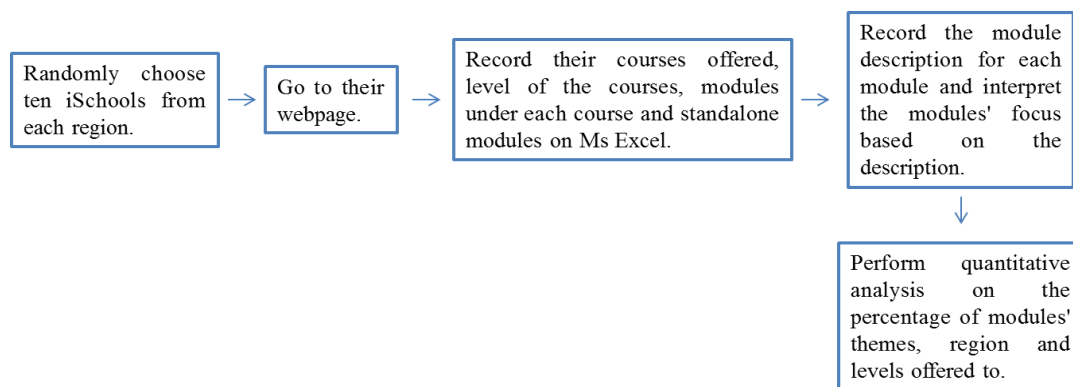 Randomly choose
ten iSchools from
each region.
Go to their
webpage.
Record their courses offered,
level of the courses, modules
under each course and standalone
modules on Ms Excel.
Record the module
description for each
module and interpret
the modules' focus
based on the
description.
Perform quantitative
analysis on the
percentage of modules'
themes, region and
levels offered to.